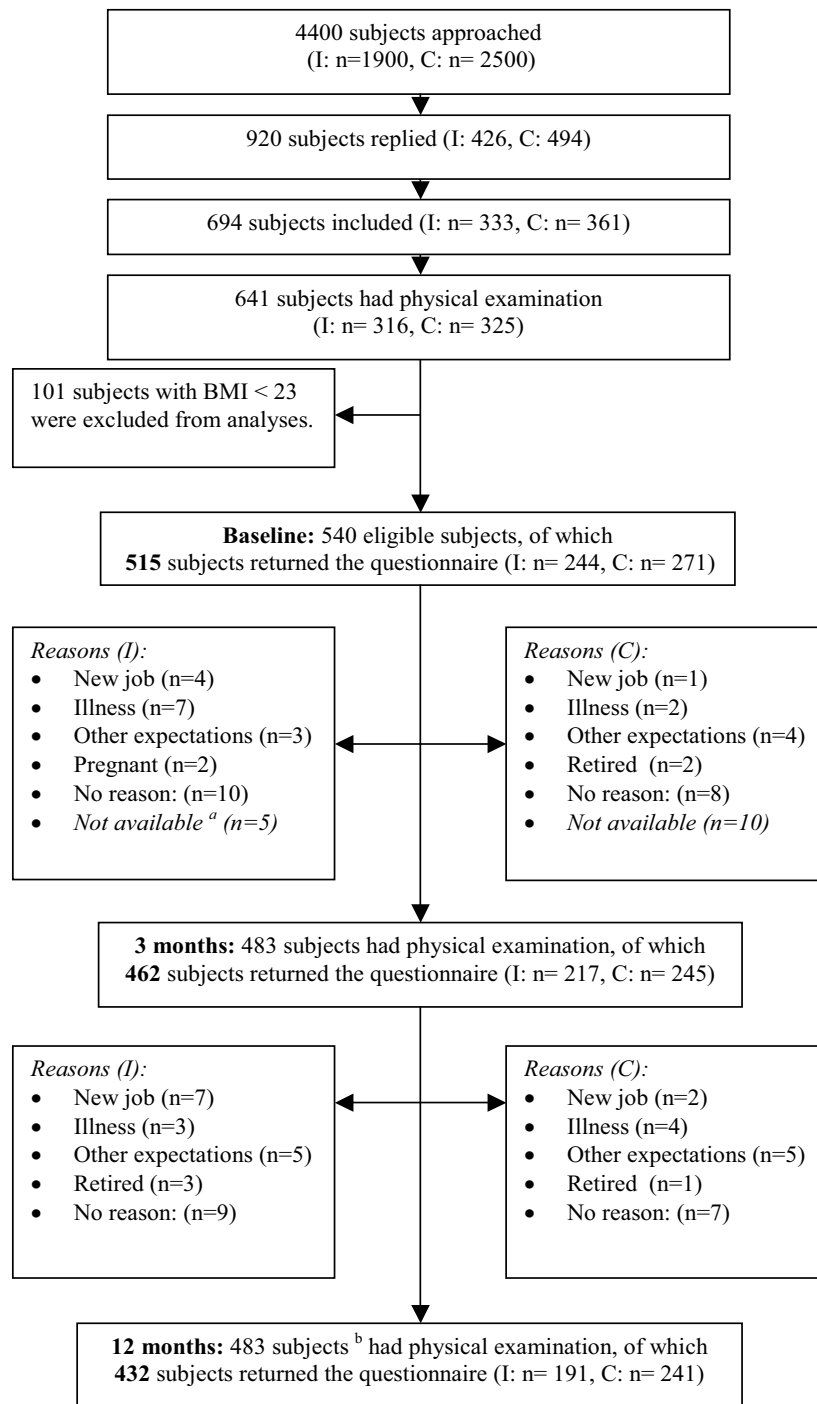 4400 subjects approached
(I: n=1900, C: n= 2500)
920 subjects replied (I: 426, C: 494)
694 subjects included (I: n= 333, C: n= 361)
641 subjects had physical examination
(I: n= 316, C: n= 325)
101 subjects with BMI < 23
were excluded from analyses.
Baseline: 540 eligible subjects, of which
515 subjects returned the questionnaire (I: n= 244, C: n= 271)
Reasons (I):
• New job (n=4)
• Illness (n=7)
• Other expectations (n=3)
• Pregnant (n=2)
• No reason: (n=10)
• Not available a (n=5)
Reasons (C):
• New job (n=1)
• Illness (n=2)
• Other expectations (n=4)
• Retired (n=2)
• No reason: (n=8)
• Not available (n=10)
3 months: 483 subjects had physical examination, of which
462 subjects returned the questionnaire (I: n= 217, C: n= 245)
Reasons (I):
• New job (n=7)
• Illness (n=3)
• Other expectations (n=5)
• Retired (n=3)
• No reason: (n=9)
Reasons (C):
• New job (n=2)
• Illness (n=4)
• Other expectations (n=5)
• Retired (n=1)
• No reason: (n=7)
12 months: 483 subjects b had physical examination, of which
432 subjects returned the questionnaire (I: n= 191, C: n= 241)